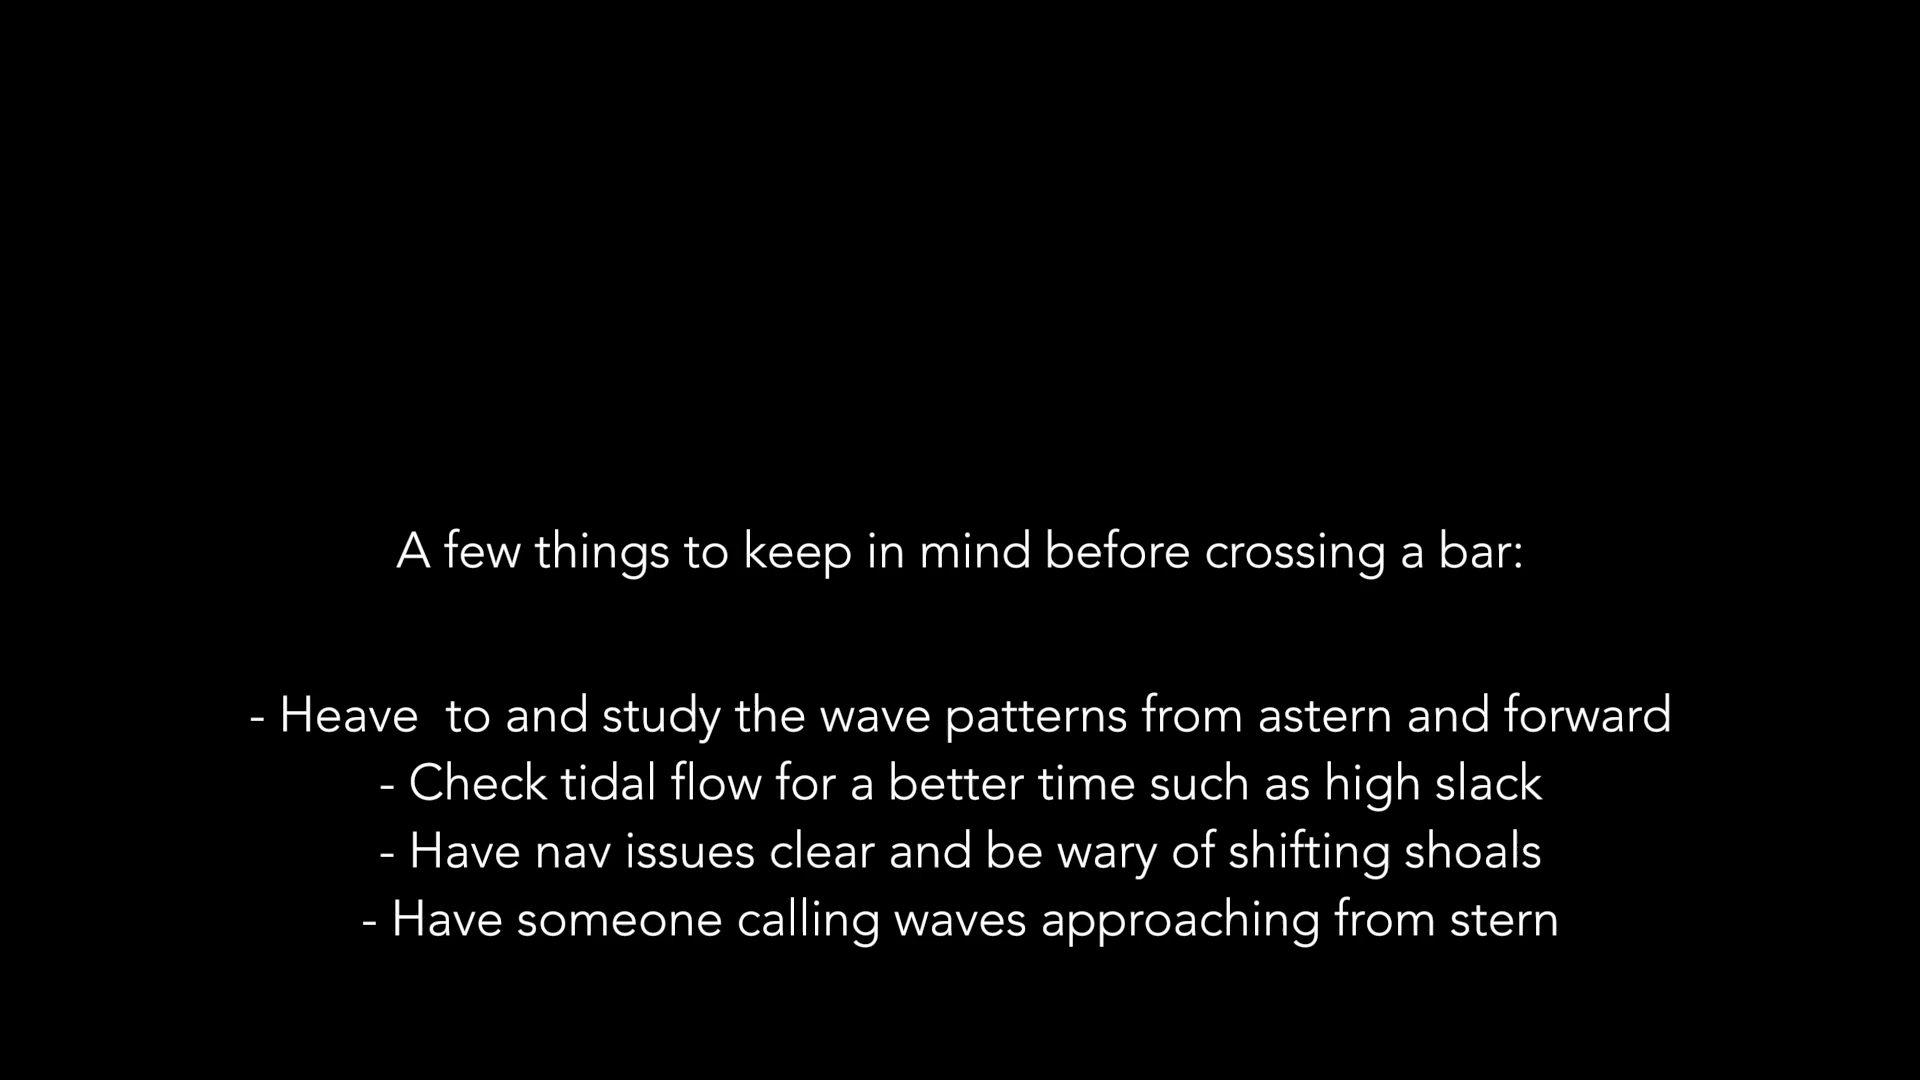 A few things to keep in mind before crossing a bar:
- Heave  to and study the wave patterns from astern and forward
- Check tidal flow for a better time such as high slack
- Have nav issues clear and be wary of shifting shoals
- Have someone calling waves approaching from stern